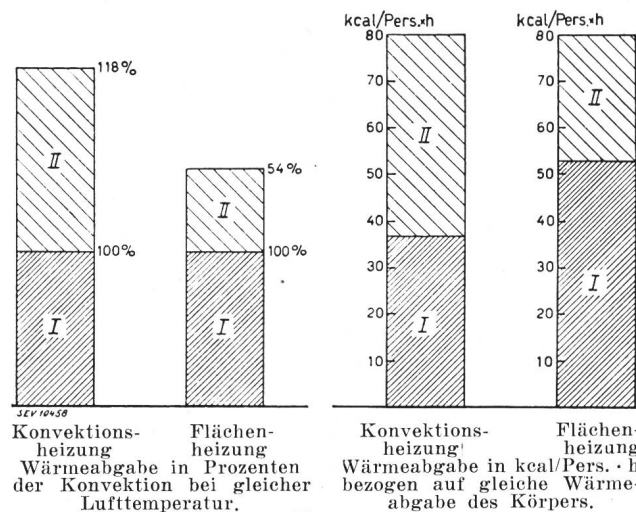 118%
II
54%
II
100%
100%
I
I
SEV 10458
Konvektions-
heizung
Flächen-
heizung
Wärmeabgabe in Prozenten
der Konvektion bei gleicher
Lufttemperatur.
kcal/Pers.×h
80
70
60
50
40
30
20
10
II
I
kcal/Pers.×h
80
70
60
50
40
30
20
10
II
I
Konvektions-
heizung
Flächen-
heizung
Wärmeabgabe in kcal/Pers. · h
bezogen auf gleiche Wärme-
abgabe des Körpers.